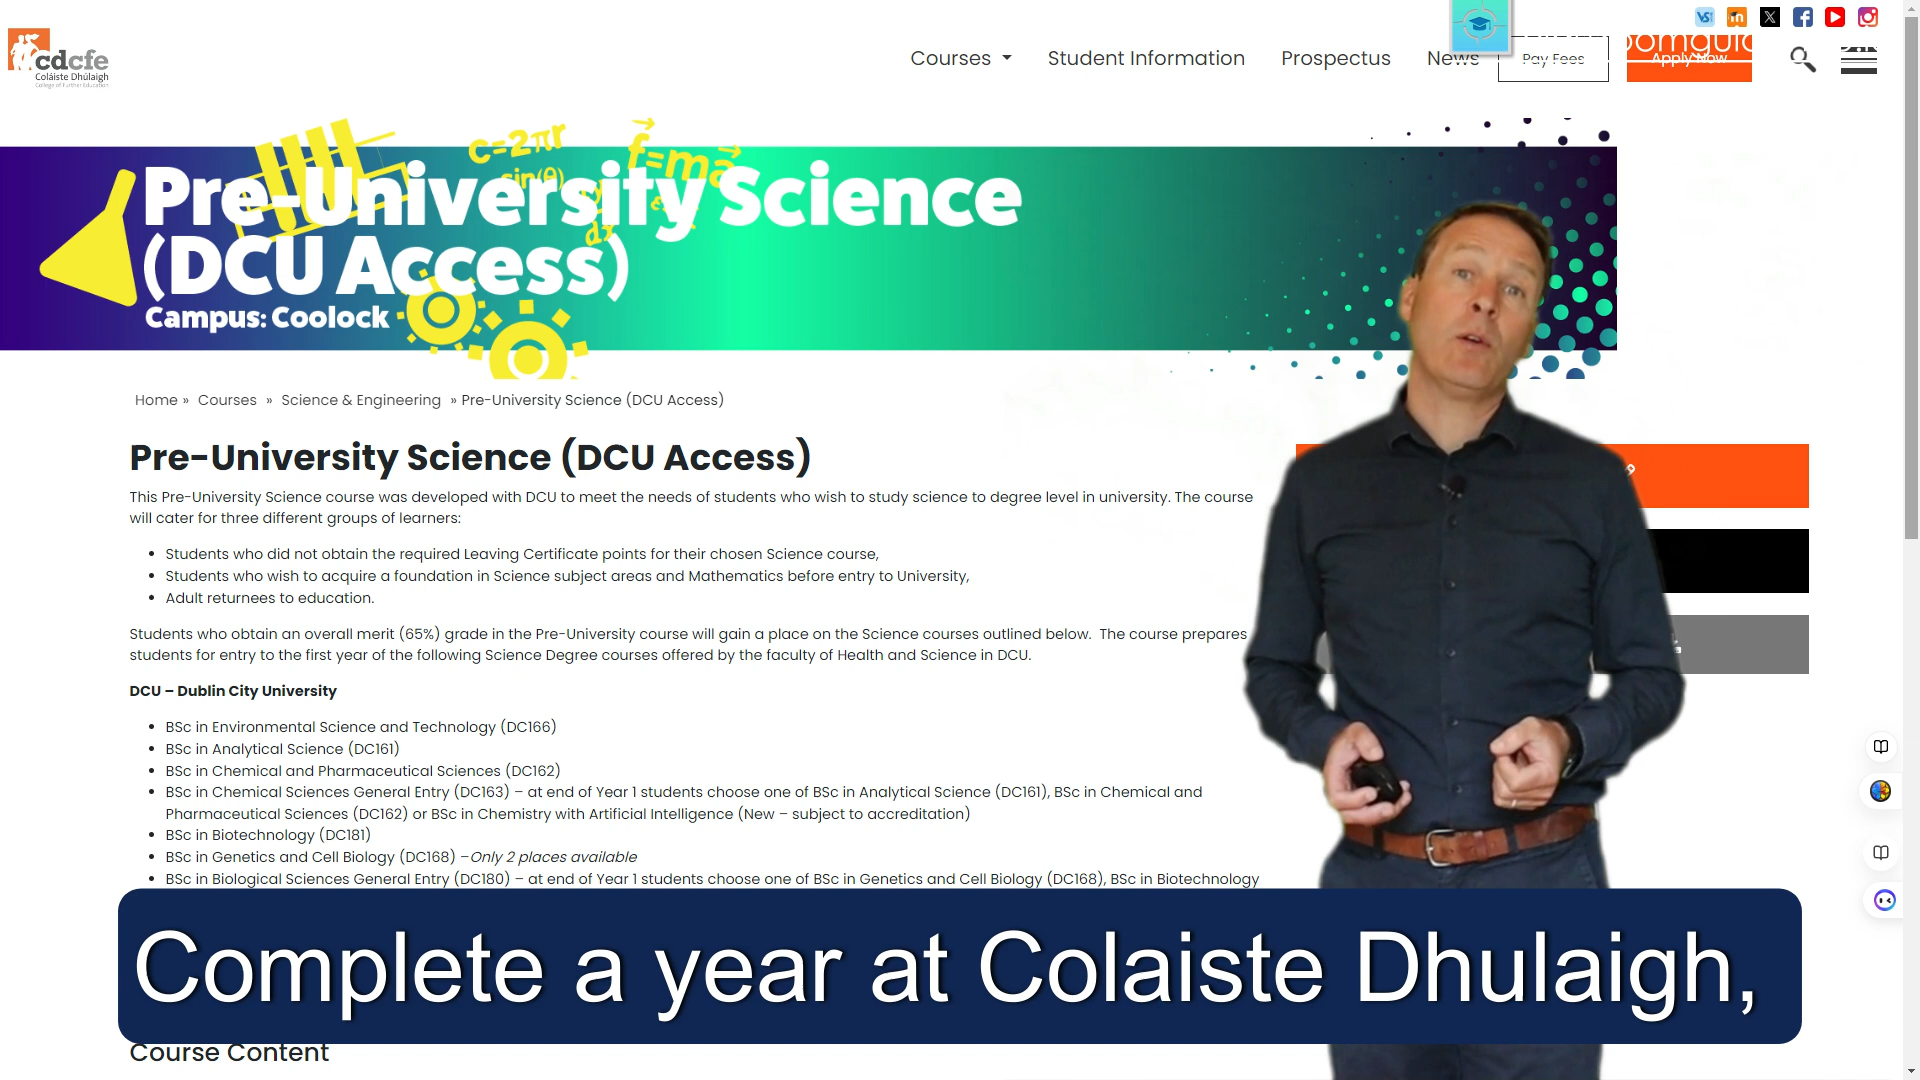 cdcfe
Coláiste Dhúlaigh
College of Further Education
Courses
Student Information
Prospectus
News
Pay Fees
Apply Now
c=2πr
sin(θ)
f=ma
Pre-University Science
(DCU Access)
Campus: Coolock
Home » Courses » Science & Engineering » Pre-University Science (DCU Access)
Pre-University Science (DCU Access)
This Pre-University Science course was developed with DCU to meet the needs of students who wish to study science to degree level in university. The course
will cater for three different groups of learners:
• Students who did not obtain the required Leaving Certificate points for their chosen Science course,
• Students who wish to acquire a foundation in Science subject areas and Mathematics before entry to University,
• Adult returnees to education.
Students who obtain an overall merit (65%) grade in the Pre-University course will gain a place on the Science courses outlined below. The course prepares
students for entry to the first year of the following Science Degree courses offered by the faculty of Health and Science in DCU.
DCU – Dublin City University
• BSc in Environmental Science and Technology (DC166)
• BSc in Analytical Science (DC161)
• BSc in Chemical and Pharmaceutical Sciences (DC162)
• BSc in Chemical Sciences General Entry (DC163) – at end of Year 1 students choose one of BSc in Analytical Science (DC161), BSc in Chemical and
Pharmaceutical Sciences (DC162) or BSc in Chemistry with Artificial Intelligence (New – subject to accreditation)
• BSc in Biotechnology (DC181)
• BSc in Genetics and Cell Biology (DC168) –Only 2 places available
• BSc in Biological Sciences General Entry (DC180) – at end of Year 1 students choose one of BSc in Genetics and Cell Biology (DC168), BSc in Biotechnology
Complete a year at Colaiste Dhulaigh,
Course Content